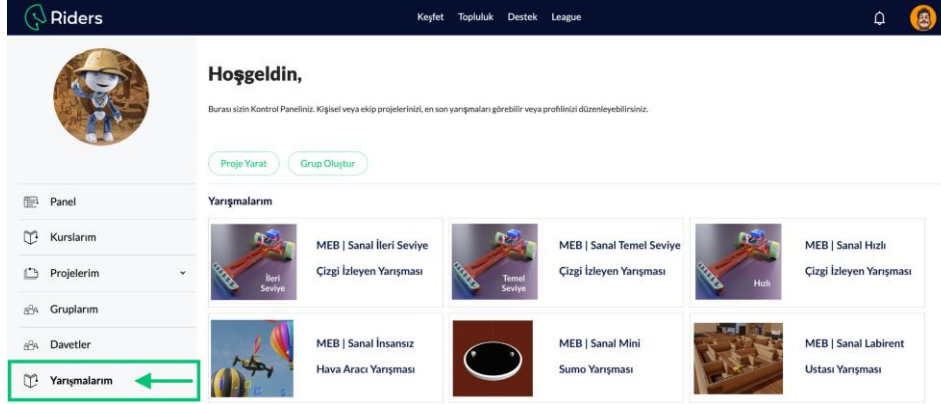 Riders
Keşfet Topluluk Destek League
Hoşgeldin,
Burası sizin Kontrol Paneliniz. Kişisel veya ekip projelerinizi, en son yarışmaları görebilir veya profilinizi düzenleyebilirsiniz.
Proje Yarat Grup Oluştur
Panel
Kurslarım
Projelerim
Gruplarım
Davetler
Yarışmalarım
Yarışmalarım
İleri
Seviye
MEB | Sanal İleri Seviye
Çizgi İzleyen Yarışması
Temel
Seviye
MEB | Sanal Temel Seviye
Çizgi İzleyen Yarışması
Hızlı
MEB | Sanal Hızlı
Çizgi İzleyen Yarışması
MEB | Sanal İnsansız
Hava Aracı Yarışması
MEB | Sanal Mini
Sumo Yarışması
MEB | Sanal Labirent
Ustası Yarışması